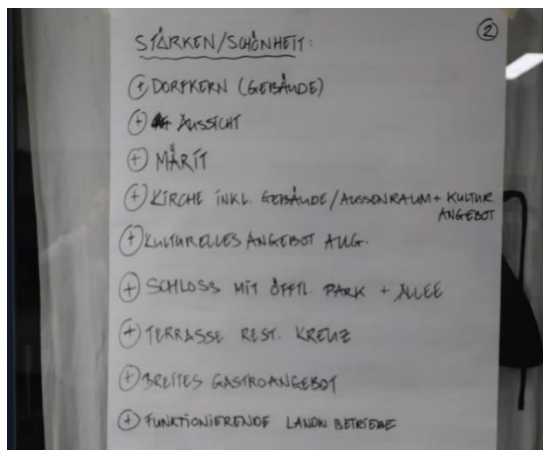 ②
STÄRKEN/SCHÖNHEIT:
⊕ DORFKERN (GEBÄUDE)
⊕ AUSSICHT
⊕ MÄRIT
⊕ KIRCHE INKL. GEBÄUDE/AUSSENRAUM + KULTUR
ANGEBOT
⊕ KULTURELLES ANGEBOT ALLG.
⊕ SCHLOSS MIT ÖFFTL. PARK + ALLEE
⊕ TERRASSE REST. KREUZ
⊕ BREITES GASTROANGEBOT
⊕ FUNKTIONIERENDE LANDW. BETRIEBE